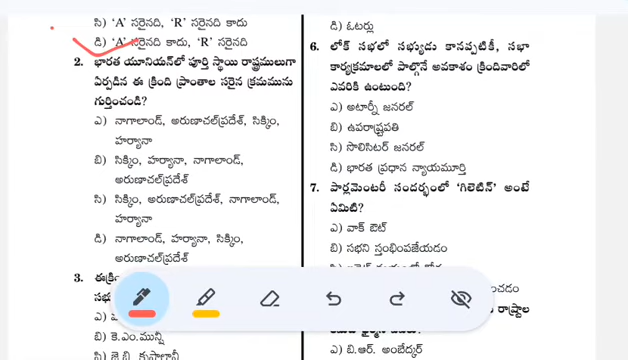 సి) 'A' సరైనది, 'R' సరైనది కాదు
డి) 'A' సరైనది కాదు, 'R' సరైనది
2. భారత యూనియన్‌లో పూర్తి స్థాయి రాష్ట్రములుగా
ఏర్పడిన ఈ క్రింది ప్రాంతాల సరైన క్రమమును
గుర్తించండి?
ఎ) నాగాలాండ్, అరుణాచల్‌ప్రదేశ్, సిక్కిం,
హర్యానా
బి) సిక్కిం, హర్యానా, నాగాలాండ్,
అరుణాచల్‌ప్రదేశ్
సి) సిక్కిం, అరుణాచల్‌ప్రదేశ్, నాగాలాండ్,
హర్యానా
డి) నాగాలాండ్, హర్యానా, సిక్కిం,
అరుణాచల్‌ప్రదేశ్
3. ఈక్రి
సభ
ఎ)
బి) కె.ఎం.మున్షి
సి) జె.బి. కృపాలానీ
డి) ఓటర్లు
6. లోక్ సభలో సభ్యుడు కానప్పటికీ, సభా
కార్యక్రమాలలో పాల్గొనే అవకాశం క్రిందివారిలో
ఎవరికి ఉంటుంది?
ఎ) అటార్నీ జనరల్
బి) ఉపరాష్ట్రపతి
సి) సొలిసిటర్ జనరల్
డి) భారత ప్రధాన న్యాయమూర్తి
7. పార్లమెంటరీ సందర్భంలో 'గిలెటిన్' అంటే
ఏమిటి?
ఎ) వాక్ ఔట్
బి) సభని స్తంభింపజేయడం
రాష్ట్రాల
ఎ) బి.ఆర్. అంబేద్కర్